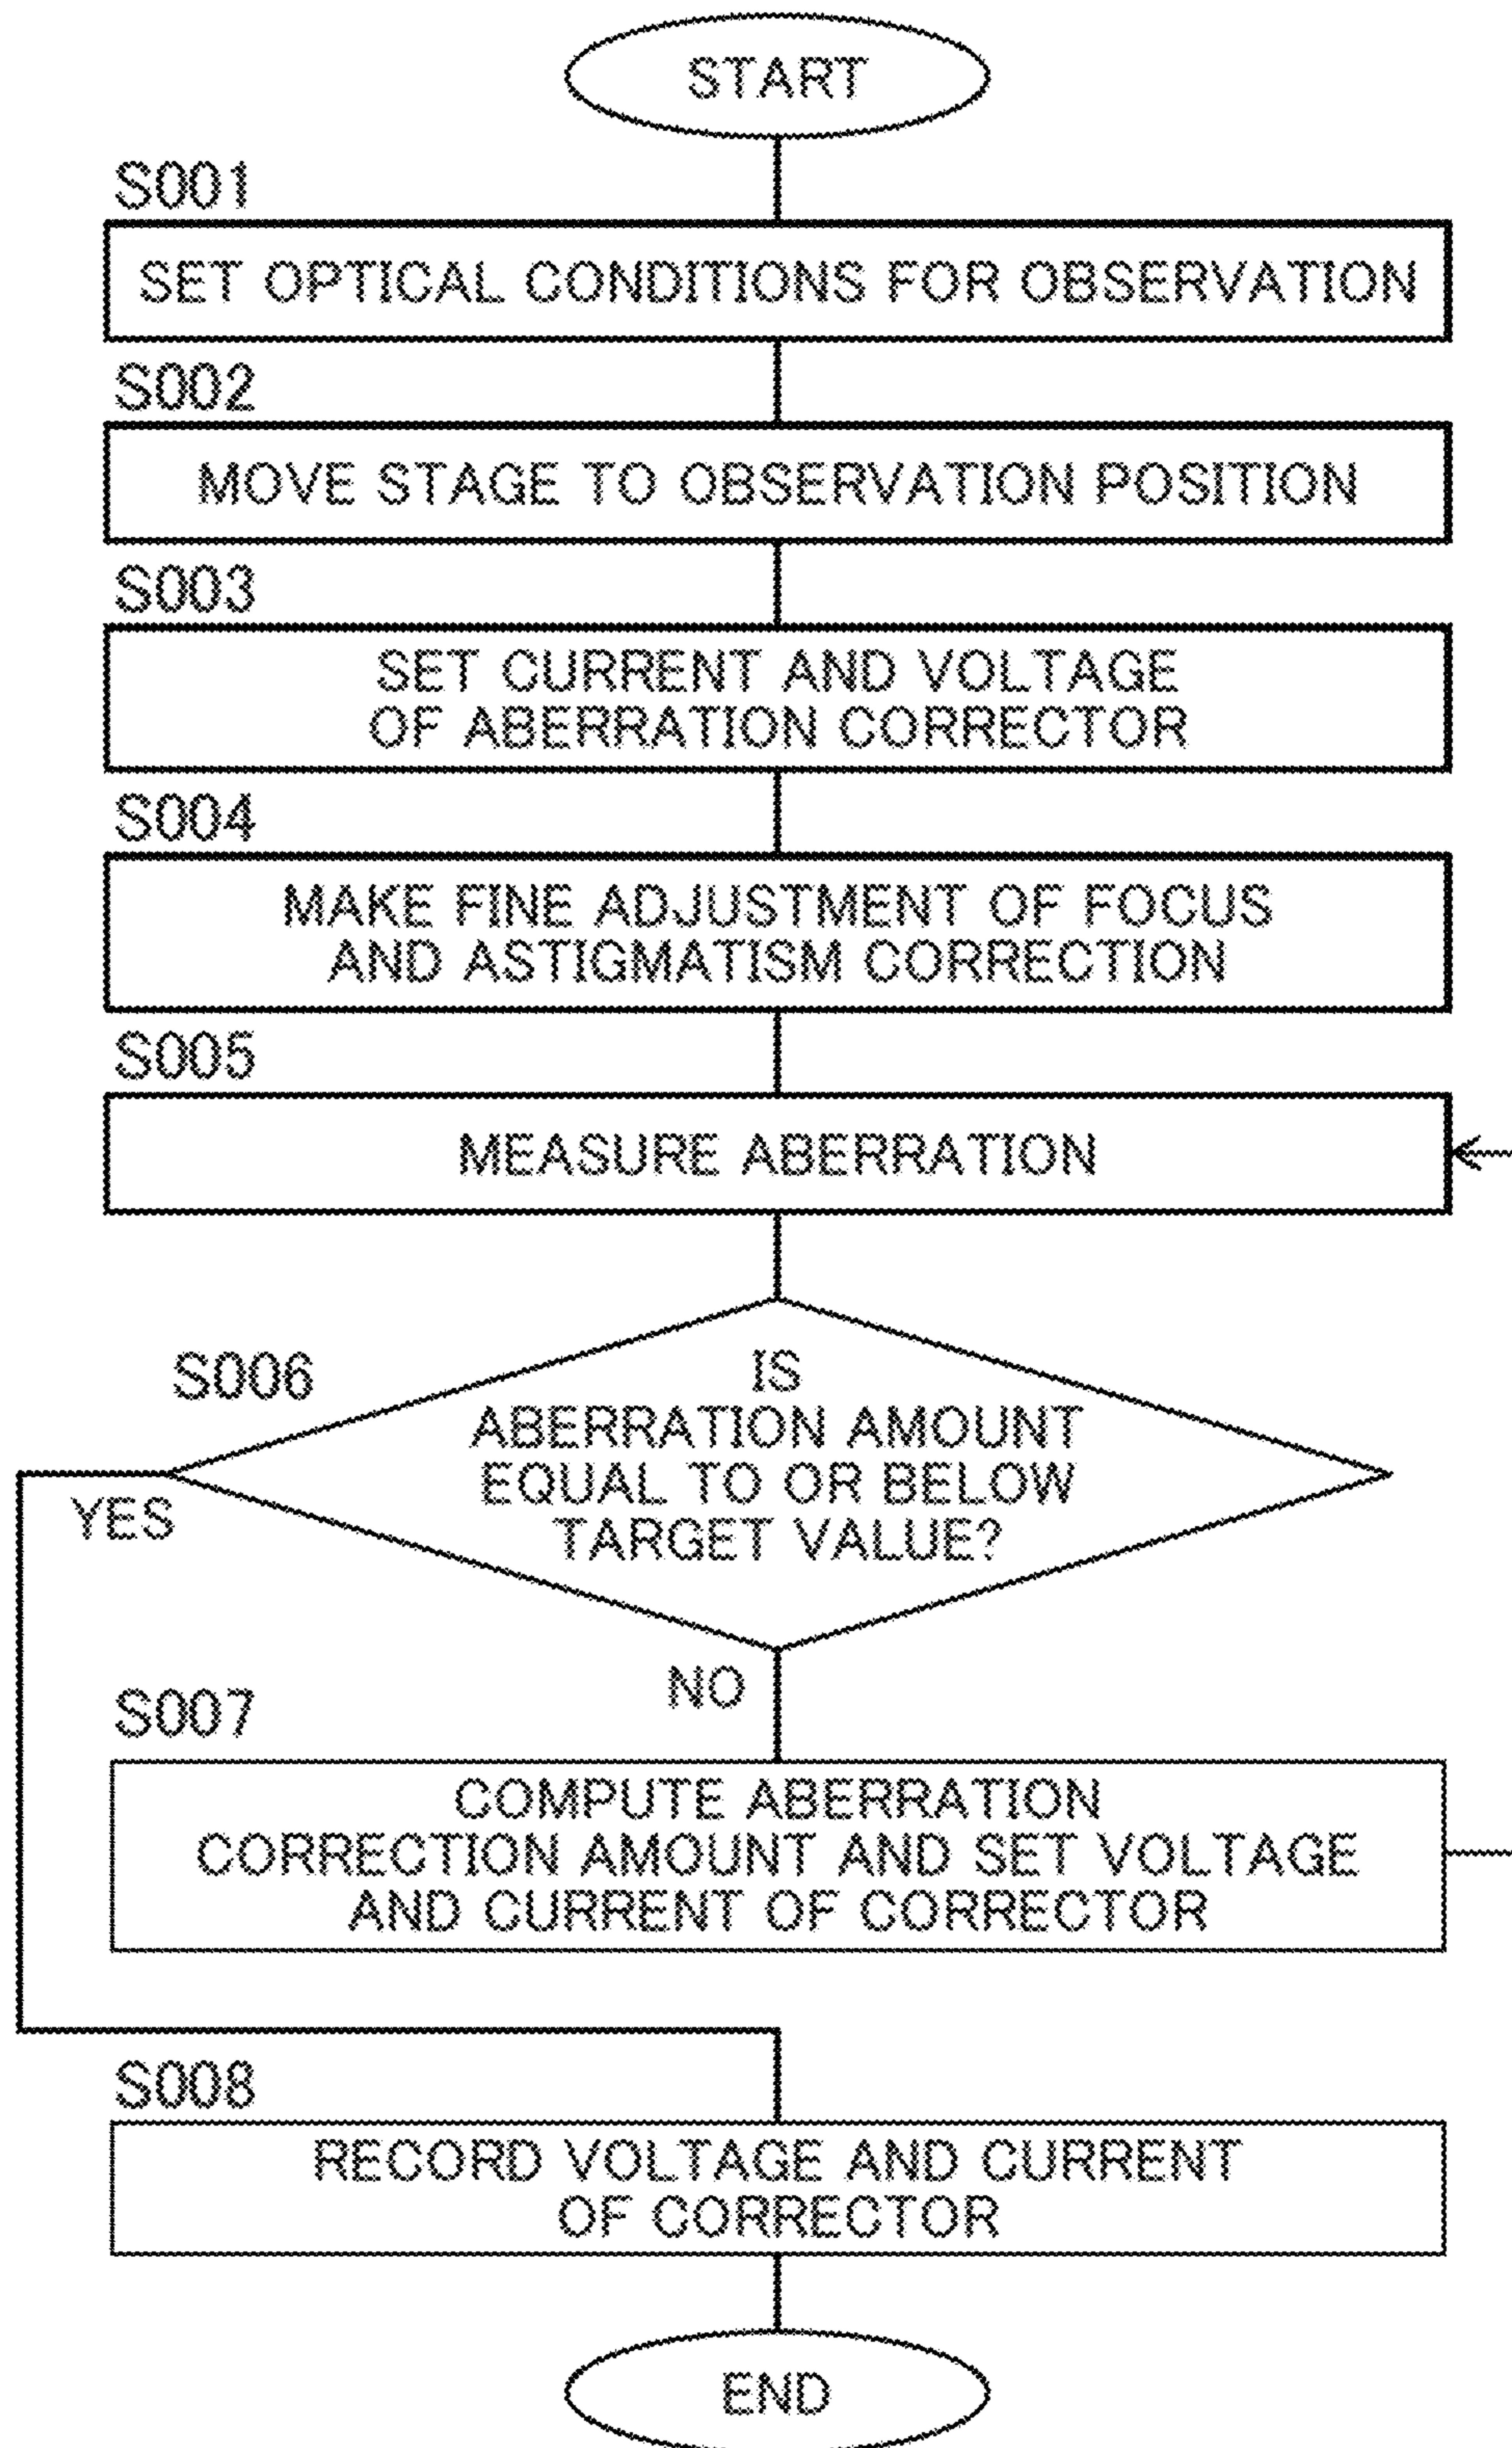 START
S001
SET OPTICAL CONDITIONS FOR OBSERVATION
S002
MOVE STAGE TO OBSERVATION POSITION
S003
SET CURRENT AND VOLTAGE
OF ABERRATION CORRECTOR
S004
MAKE FINE ADJUSTMENT OF FOCUS
AND ASTIGMATISM CORRECTION
S005
MEASURE ABERRATION
S006
IS
ABERRATION AMOUNT
EQUAL TO OR BELOW
TARGET VALUE?
YES
NO
S007
COMPUTE ABERRATION
CORRECTION AMOUNT AND SET VOLTAGE
AND CURRENT OF CORRECTOR
S008
RECORD VOLTAGE AND CURRENT
OF CORRECTOR
END